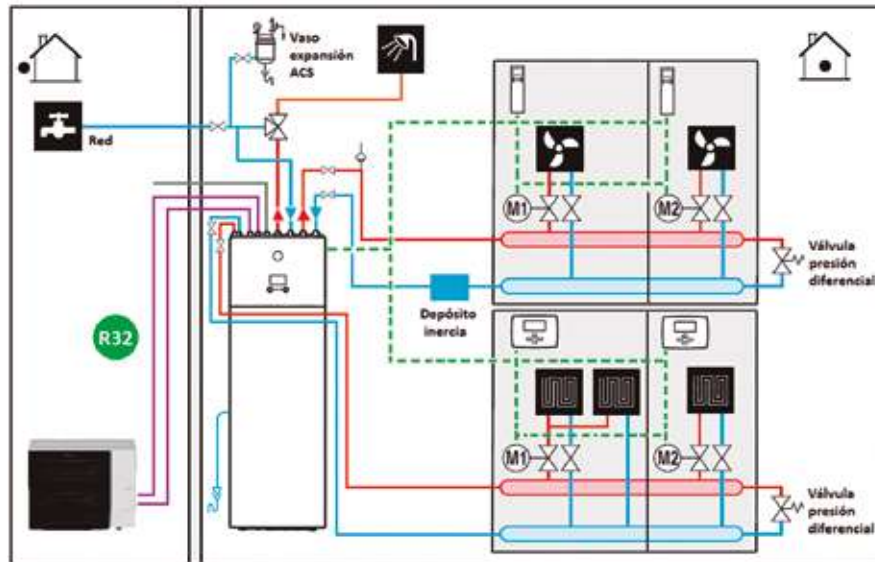 Vaso
expansión
ACS
Red
M1
M2
Válvula
presión
diferencial
Depósito
inercia
R32
M1
M2
Válvula
presión
diferencial